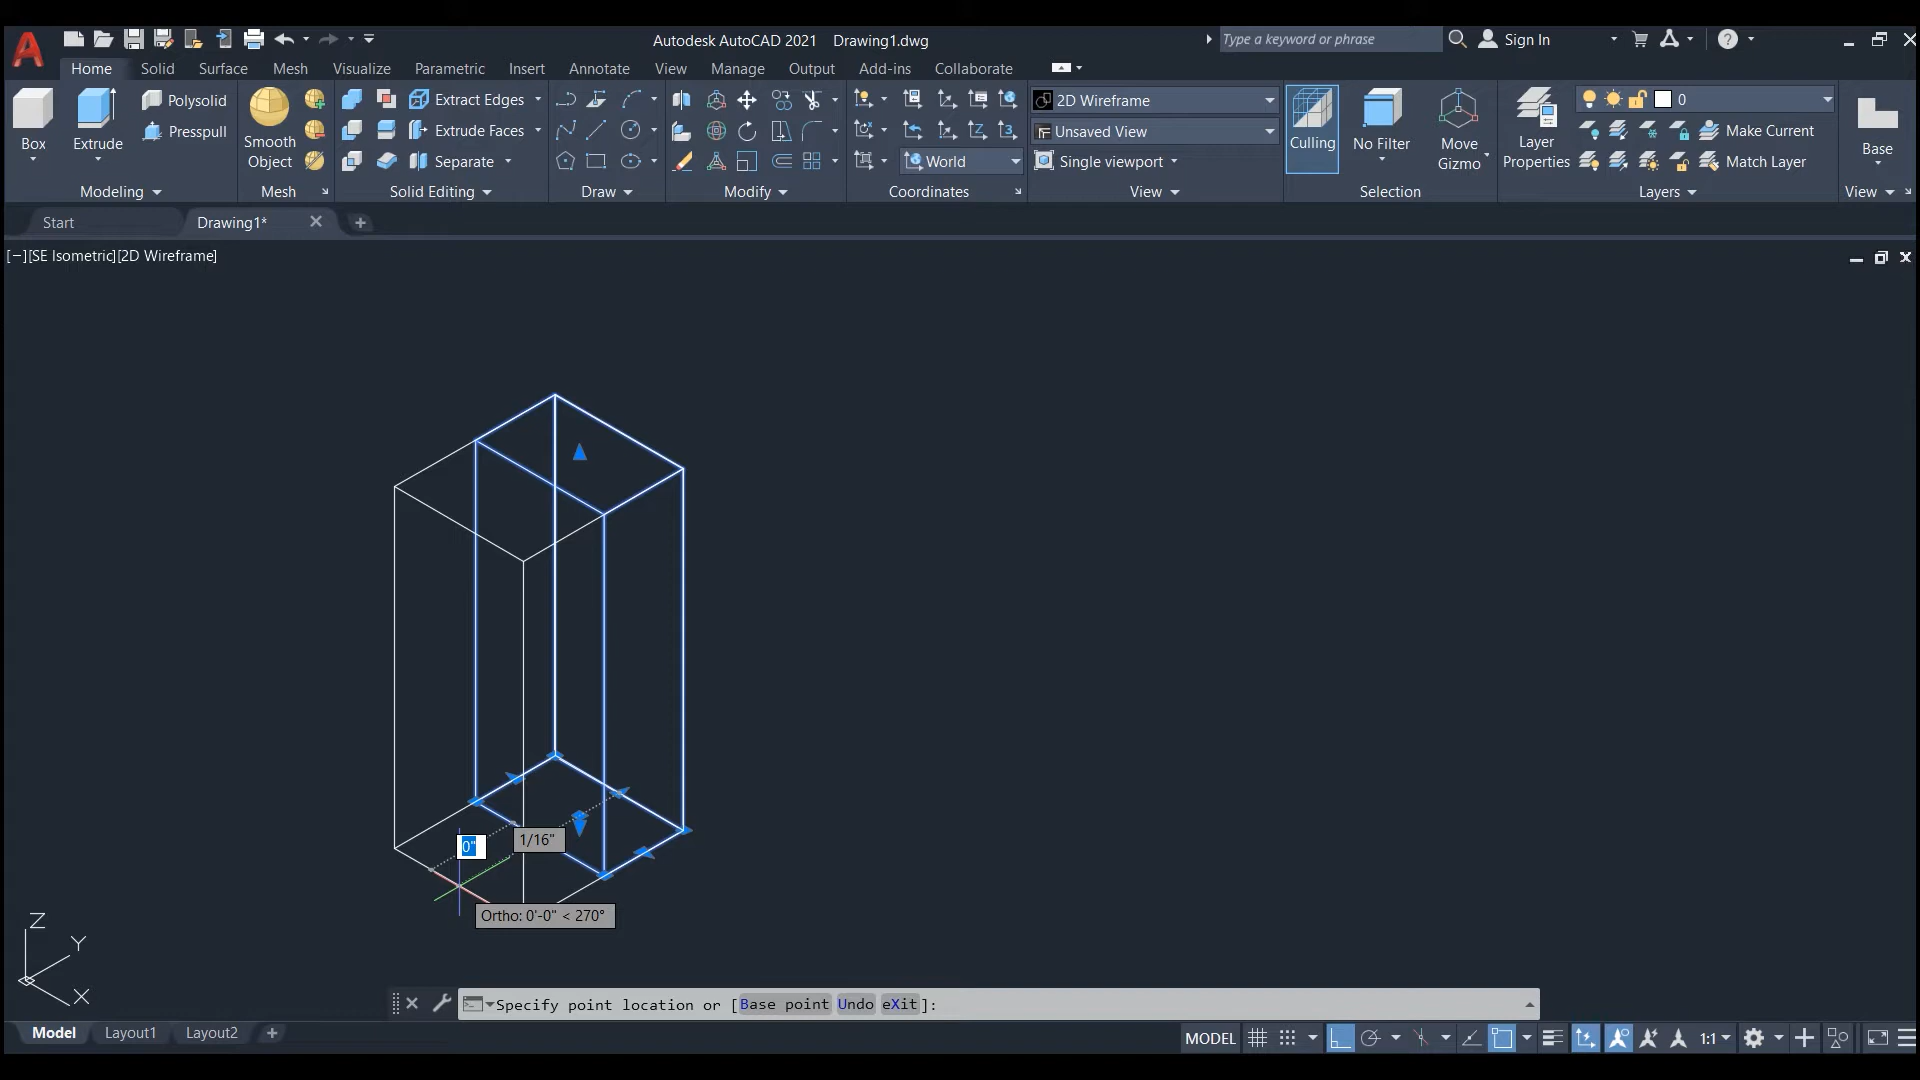 Autodesk AutoCAD 2021 Drawing1.dwg
Type a keyword or phrase
Sign In
Home Solid Surface Mesh Visualize Parametric Insert Annotate View Manage Output Add-ins Collaborate
Box
Extrude
Polysolid
Presspull
Modeling
Smooth
Object
Mesh
Extract Edges
Extrude Faces
Separate
Solid Editing
Draw
Modify
World
Coordinates
2D Wireframe
Unsaved View
Single viewport
View
Culling
No Filter
Move
Gizmo
Selection
Layer
Properties
0
Make Current
Match Layer
Layers
Base
View
Start
Drawing1*
[−][SE Isometric][2D Wireframe]
0"
1/16"
Ortho: 0'-0" < 270°
Z
Y
X
Specify point location or [Base point Undo eXit]:
Model Layout1 Layout2
MODEL
1:1